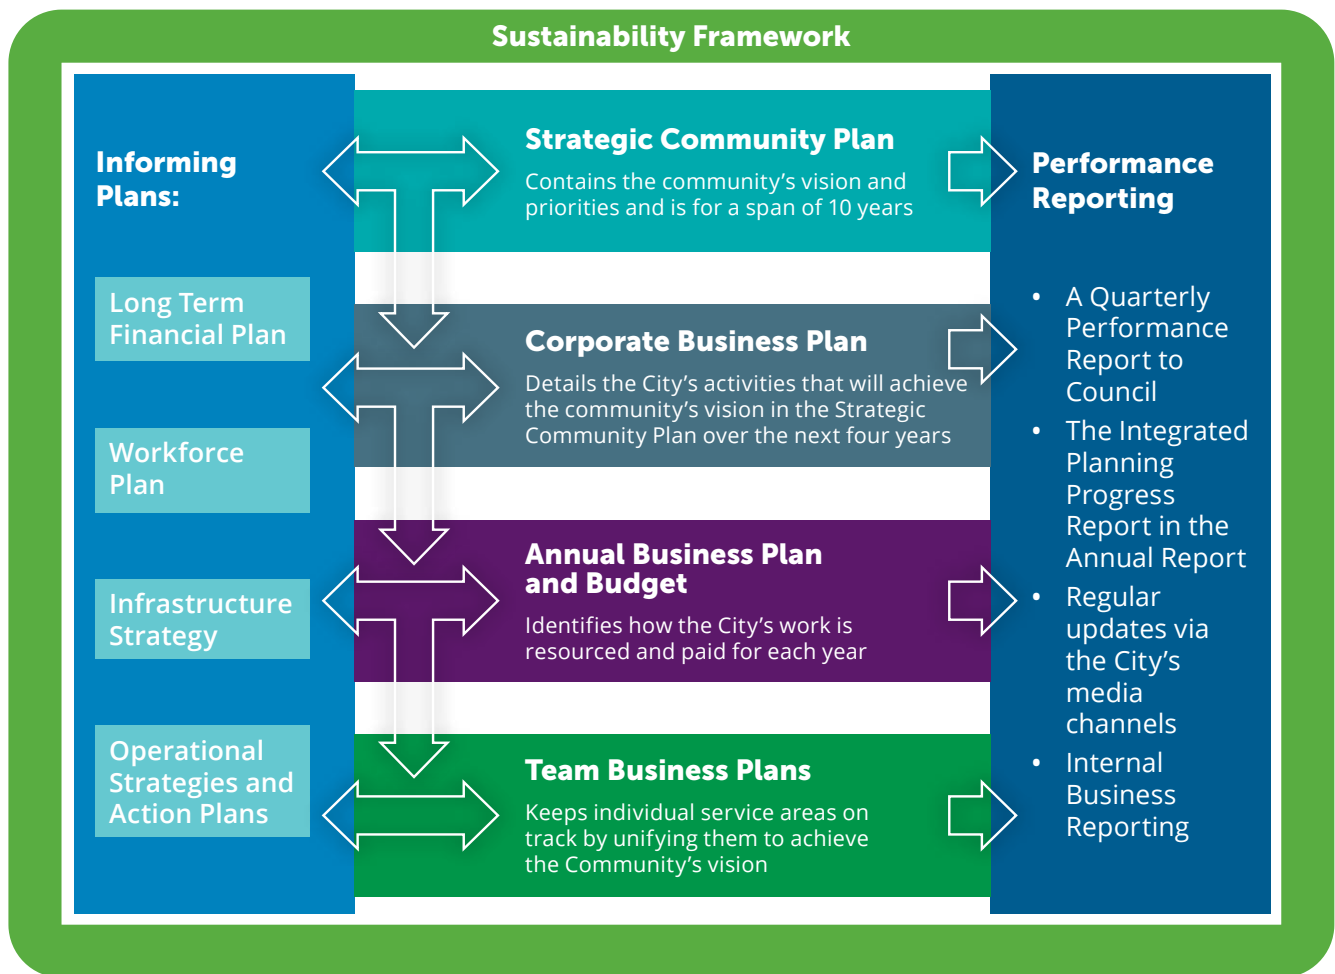 Sustainability Framework
Informing
Plans:
Long Term
Financial Plan
Workforce
Plan
Infrastructure
Strategy
Operational
Strategies and
Action Plans
Strategic Community Plan
Contains the community’s vision and
priorities and is for a span of 10 years
Corporate Business Plan
Details the City’s activities that will achieve
the community’s vision in the Strategic
Community Plan over the next four years
Annual Business Plan
and Budget
Identifies how the City’s work is
resourced and paid for each year
Team Business Plans
Keeps individual service areas on
track by unifying them to achieve
the Community’s vision
Performance
Reporting
• A Quarterly
Performance
Report to
Council
• The Integrated
Planning
Progress
Report in the
Annual Report
• Regular
updates via
the City’s
media
channels
• Internal
Business
Reporting